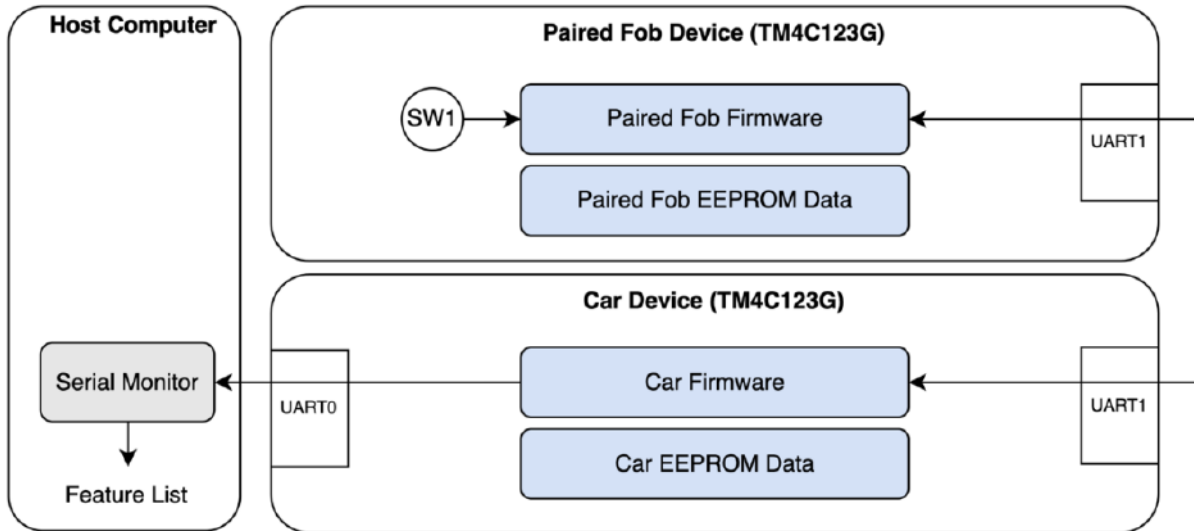 Host Computer
Paired Fob Device (TM4C123G)
SW1
Paired Fob Firmware
UART1
Paired Fob EEPROM Data
Car Device (TM4C123G)
Serial Monitor
UART0
Car Firmware
UART1
Car EEPROM Data
Feature List